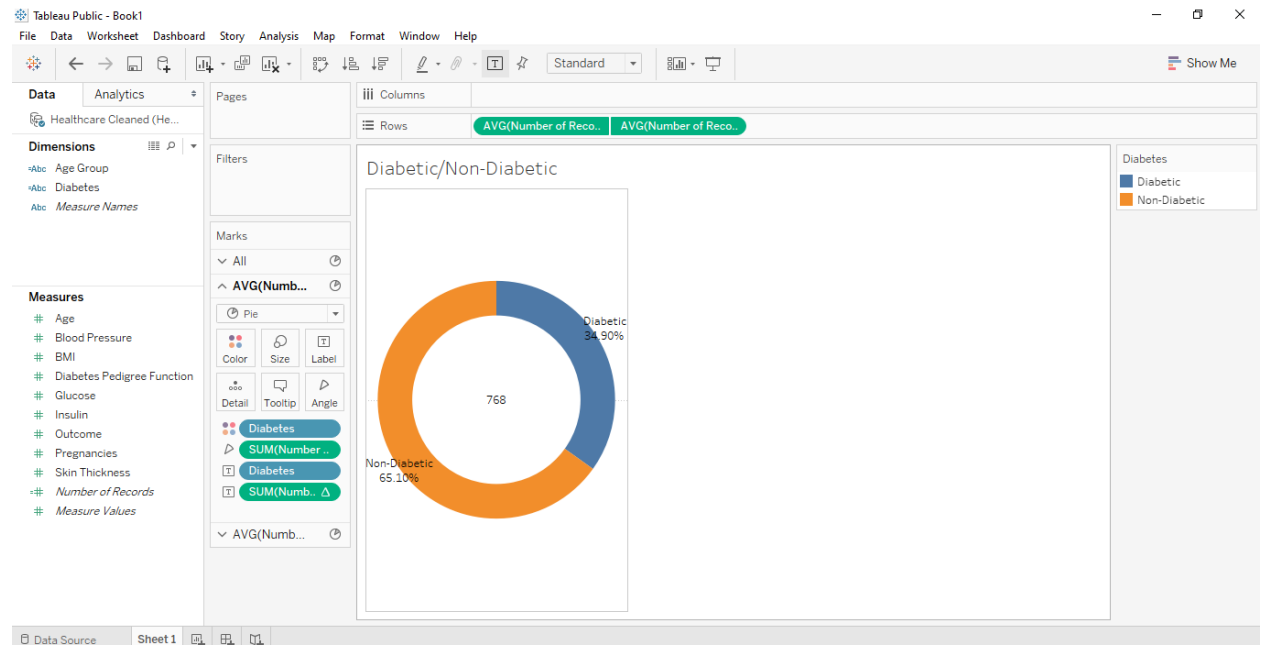 Tableau Public - Book1
File Data Worksheet Dashboard Story Analysis Map Format Window Help
Standard
Show Me
Data Analytics
Healthcare Cleaned (He...
Dimensions
Abc Age Group
Abc Diabetes
Abc Measure Names
Measures
# Age
# Blood Pressure
# BMI
# Diabetes Pedigree Function
# Glucose
# Insulin
# Outcome
# Pregnancies
# Skin Thickness
=# Number of Records
# Measure Values
Pages
Filters
Marks
All
AVG(Numb...
Pie
Color Size Label
Detail Tooltip Angle
Diabetes
SUM(Number ..
T Diabetes
T SUM(Numb.. Δ
AVG(Numb...
iii Columns
Rows AVG(Number of Reco.. AVG(Number of Reco..
Diabetic/Non-Diabetic
Diabetic
34.90%
768
Non-Diabetic
65.10%
Diabetes
Diabetic
Non-Diabetic
Data Source Sheet 1